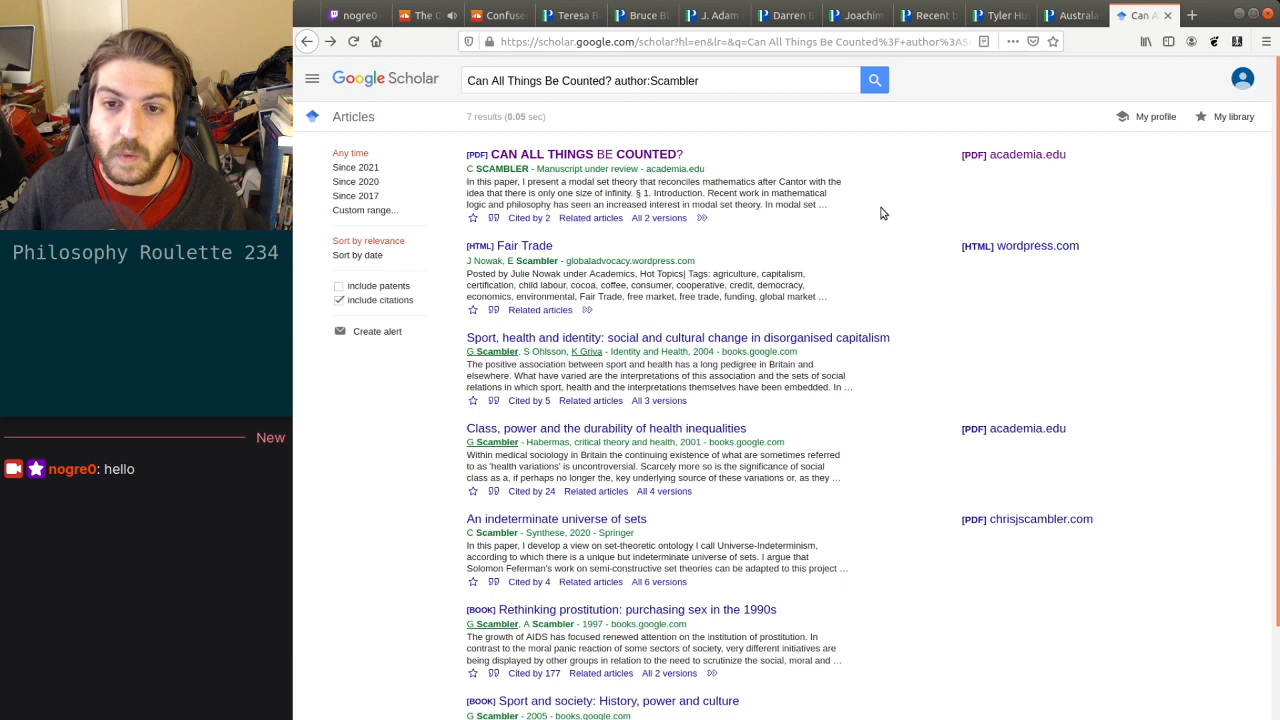 nogre0-
The C
Confuse
Teresa B
Bruce Bl
J. Adam
Darren B
Joachim
Recent b
Tyler Hu
Austral
Can A
https://scholar.google.com/scholar?hl=en&lr=&q=Can All Things Be Counted%3F+author%3AS
Google Scholar
Can All Things Be Counted? author:Scambler
Articles
7 results (0.05 sec)
My profile
My library
Any time
Since 2021
Since 2020
Since 2017
Custom range...
Sort by relevance
Sort by date
include patents
include citations
Create alert
[PDF] CAN ALL THINGS BE COUNTED?
C SCAMBLER - Manuscript under review - academia.edu
In this paper, I present a modal set theory that reconciles mathematics after Cantor with the
idea that there is only one size of infinity. § 1. Introduction. Recent work in mathematical
logic and philosophy has seen an increased interest in modal set theory. In modal set ...
Cited by 2 Related articles All 2 versions
[PDF] academia.edu
[HTML] Fair Trade
J Nowak, E Scambler - globaladvocacy.wordpress.com
Posted by Julie Nowak under Academics, Hot Topics| Tags: agriculture, capitalism,
certification, child labour, cocoa, coffee, consumer, cooperative, credit, democracy,
economics, environmental, Fair Trade, free market, free trade, funding, global market ...
Related articles
[HTML] wordpress.com
Sport, health and identity: social and cultural change in disorganised capitalism
G Scambler, S Ohlsson, K Griva - Identity and Health, 2004 - books.google.com
The positive association between sport and health has a long pedigree in Britain and
elsewhere. What have varied are the interpretations of this association and the sets of social
relations in which sport, health and the interpretations themselves have been embedded. In ...
Cited by 5 Related articles All 3 versions
Class, power and the durability of health inequalities
G Scambler - Habermas, critical theory and health, 2001 - books.google.com
Within medical sociology in Britain the continuing existence of what are sometimes referred
to as 'health variations' is uncontroversial. Scarcely more so is the significance of social
class as a, if perhaps no longer the, key underlying source of these variations or, as they ...
Cited by 24 Related articles All 4 versions
[PDF] academia.edu
An indeterminate universe of sets
C Scambler - Synthese, 2020 - Springer
In this paper, I develop a view on set-theoretic ontology I call Universe-Indeterminism,
according to which there is a unique but indeterminate universe of sets. I argue that
Solomon Feferman's work on semi-constructive set theories can be adapted to this project ...
Cited by 4 Related articles All 6 versions
[PDF] chrisjscambler.com
[BOOK] Rethinking prostitution: purchasing sex in the 1990s
G Scambler, A Scambler - 1997 - books.google.com
The growth of AIDS has focused renewed attention on the institution of prostitution. In
contrast to the moral panic reaction of some sectors of society, very different initiatives are
being displayed by other groups in relation to the need to scrutinize the social, moral and ...
Cited by 177 Related articles All 2 versions
[BOOK] Sport and society: History, power and culture
G Scambler - 2005 - books.google.com
Philosophy Roulette 234
New
nogre0: hello